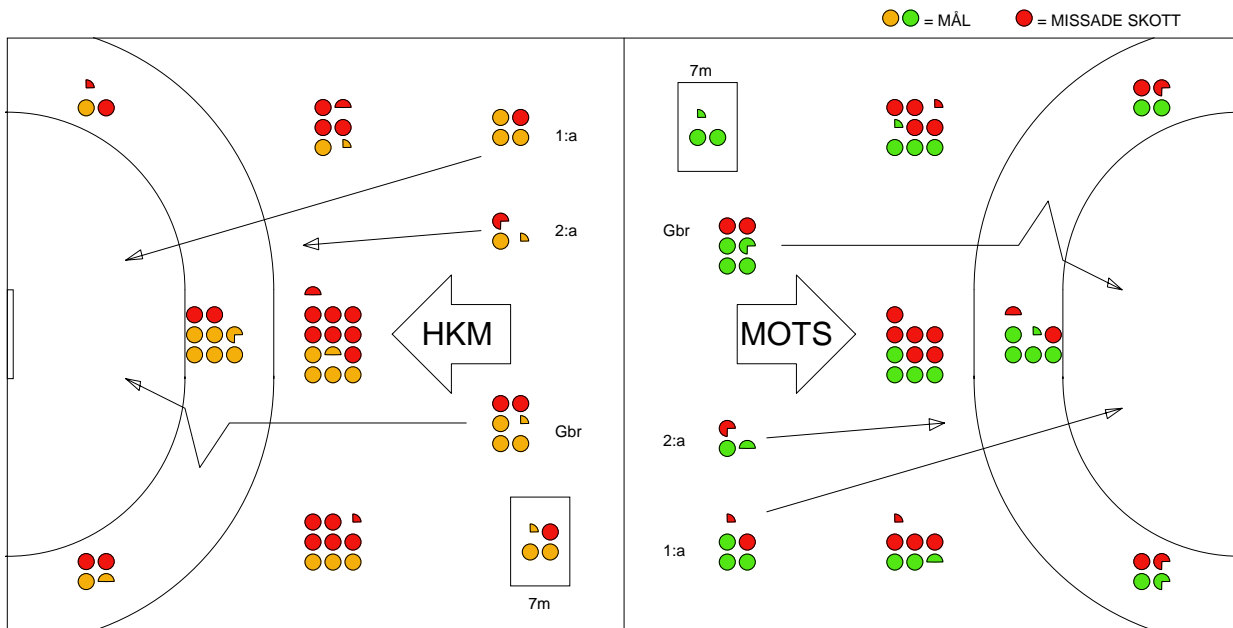 = MÅL = MISSADE SKOTT
7m
1:a
2:a
Gbr
HKM
MOTS
Gbr
2:a
1:a
7m